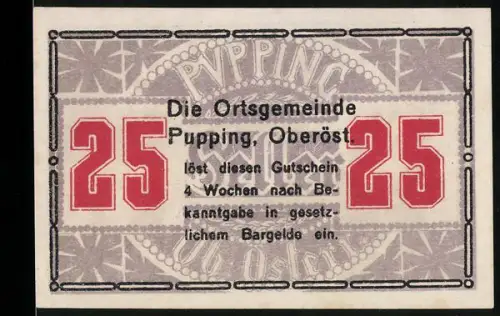 PVPPING
Die Ortsgemeinde
Pupping, Oberöst.
25
löst diesen Gutschein
4 Wochen nach Be-
kanntgabe in gesetz-
lichem Bargelde ein.
25